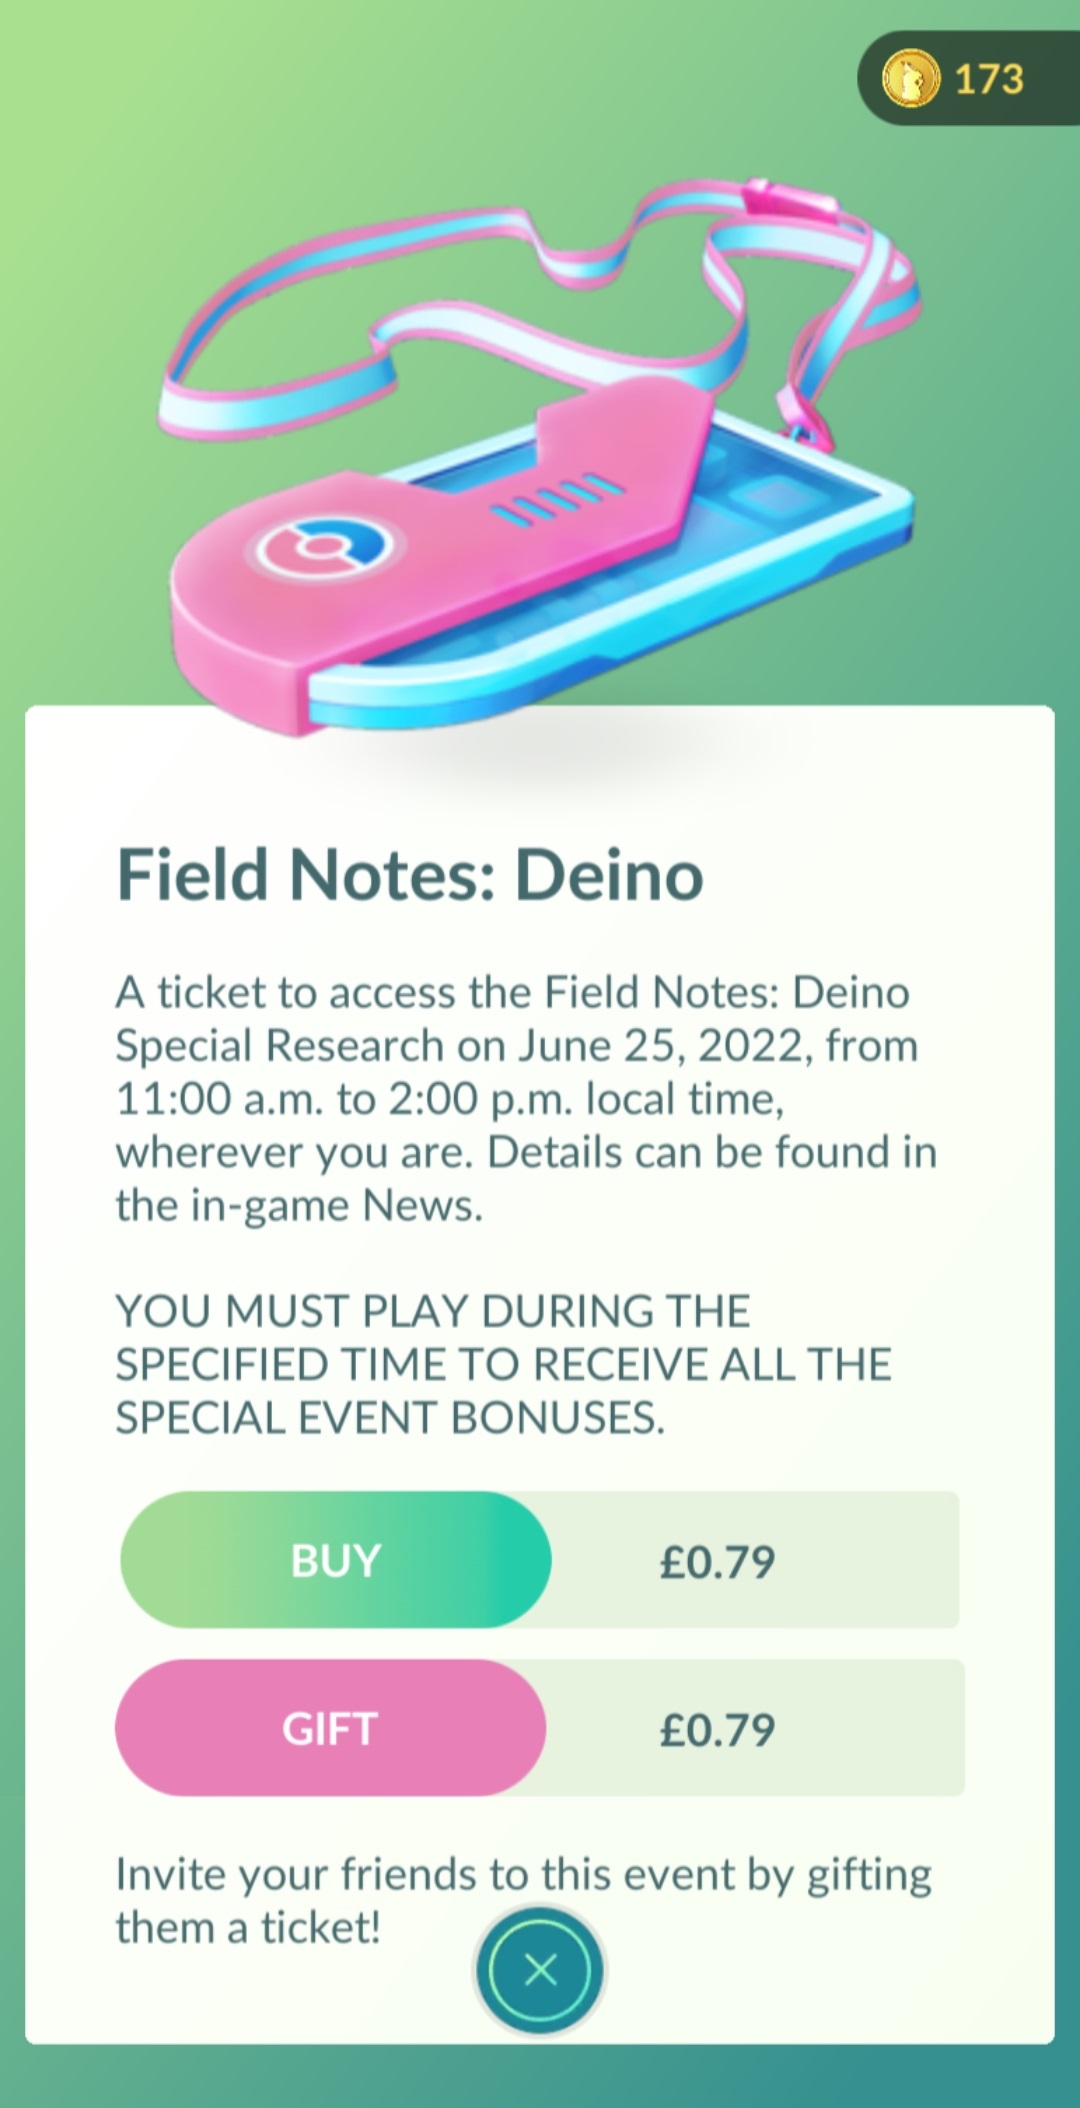 173
Field Notes: Deino
A ticket to access the Field Notes: Deino
Special Research on June 25, 2022, from
11:00 a.m. to 2:00 p.m. local time,
wherever you are. Details can be found in
the in-game News.
YOU MUST PLAY DURING THE
SPECIFIED TIME TO RECEIVE ALL THE
SPECIAL EVENT BONUSES.
BUY £0.79
GIFT £0.79
Invite your friends to this event by gifting
them a ticket!